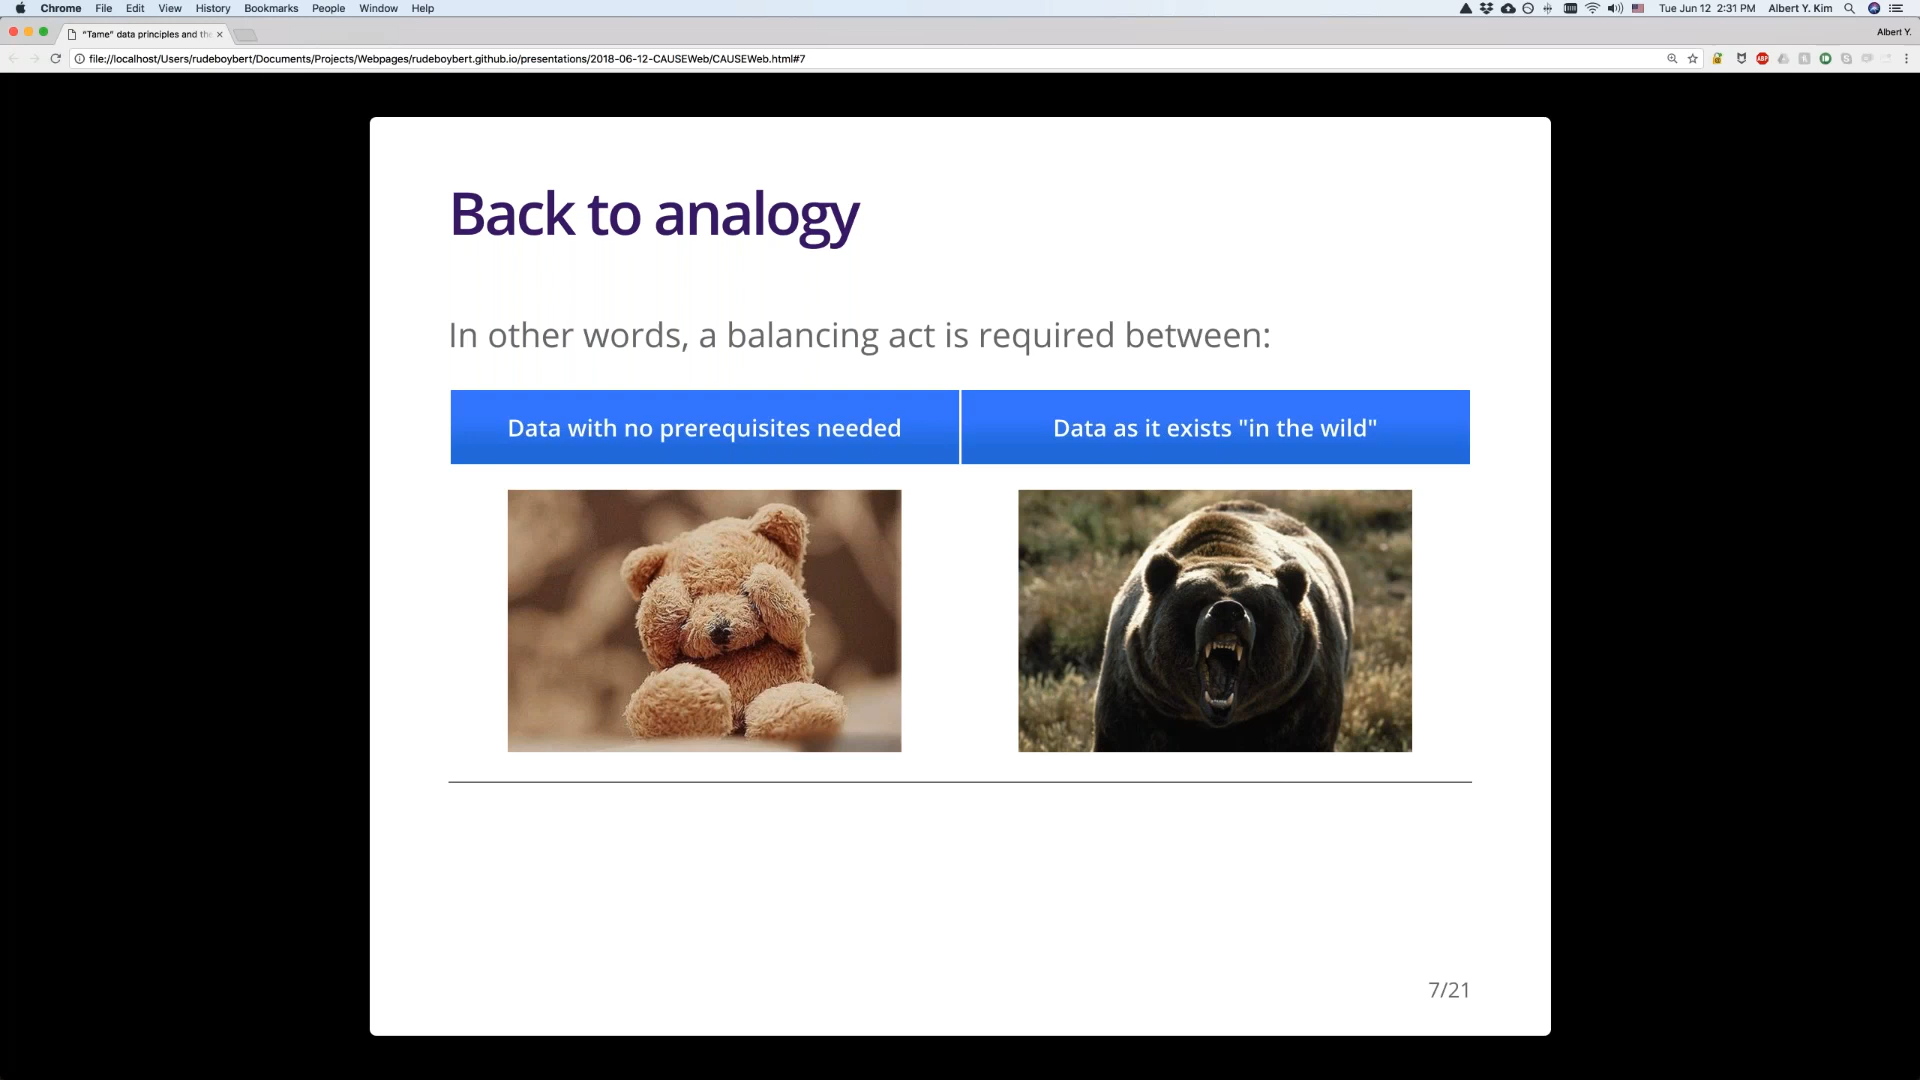 Chrome File Edit View History Bookmarks People Window Help
Tue Jun 12 2:31 PM Albert Y. Kim
"Tame" data principles and the
Albert Y.
file://localhost/Users/rudeboybert/Documents/Projects/Webpages/rudeboybert.github.io/presentations/2018-06-12-CAUSEWeb/CAUSEWeb.html#7
ABP
Back to analogy
In other words, a balancing act is required between:
Data with no prerequisites needed
Data as it exists "in the wild"
7/21